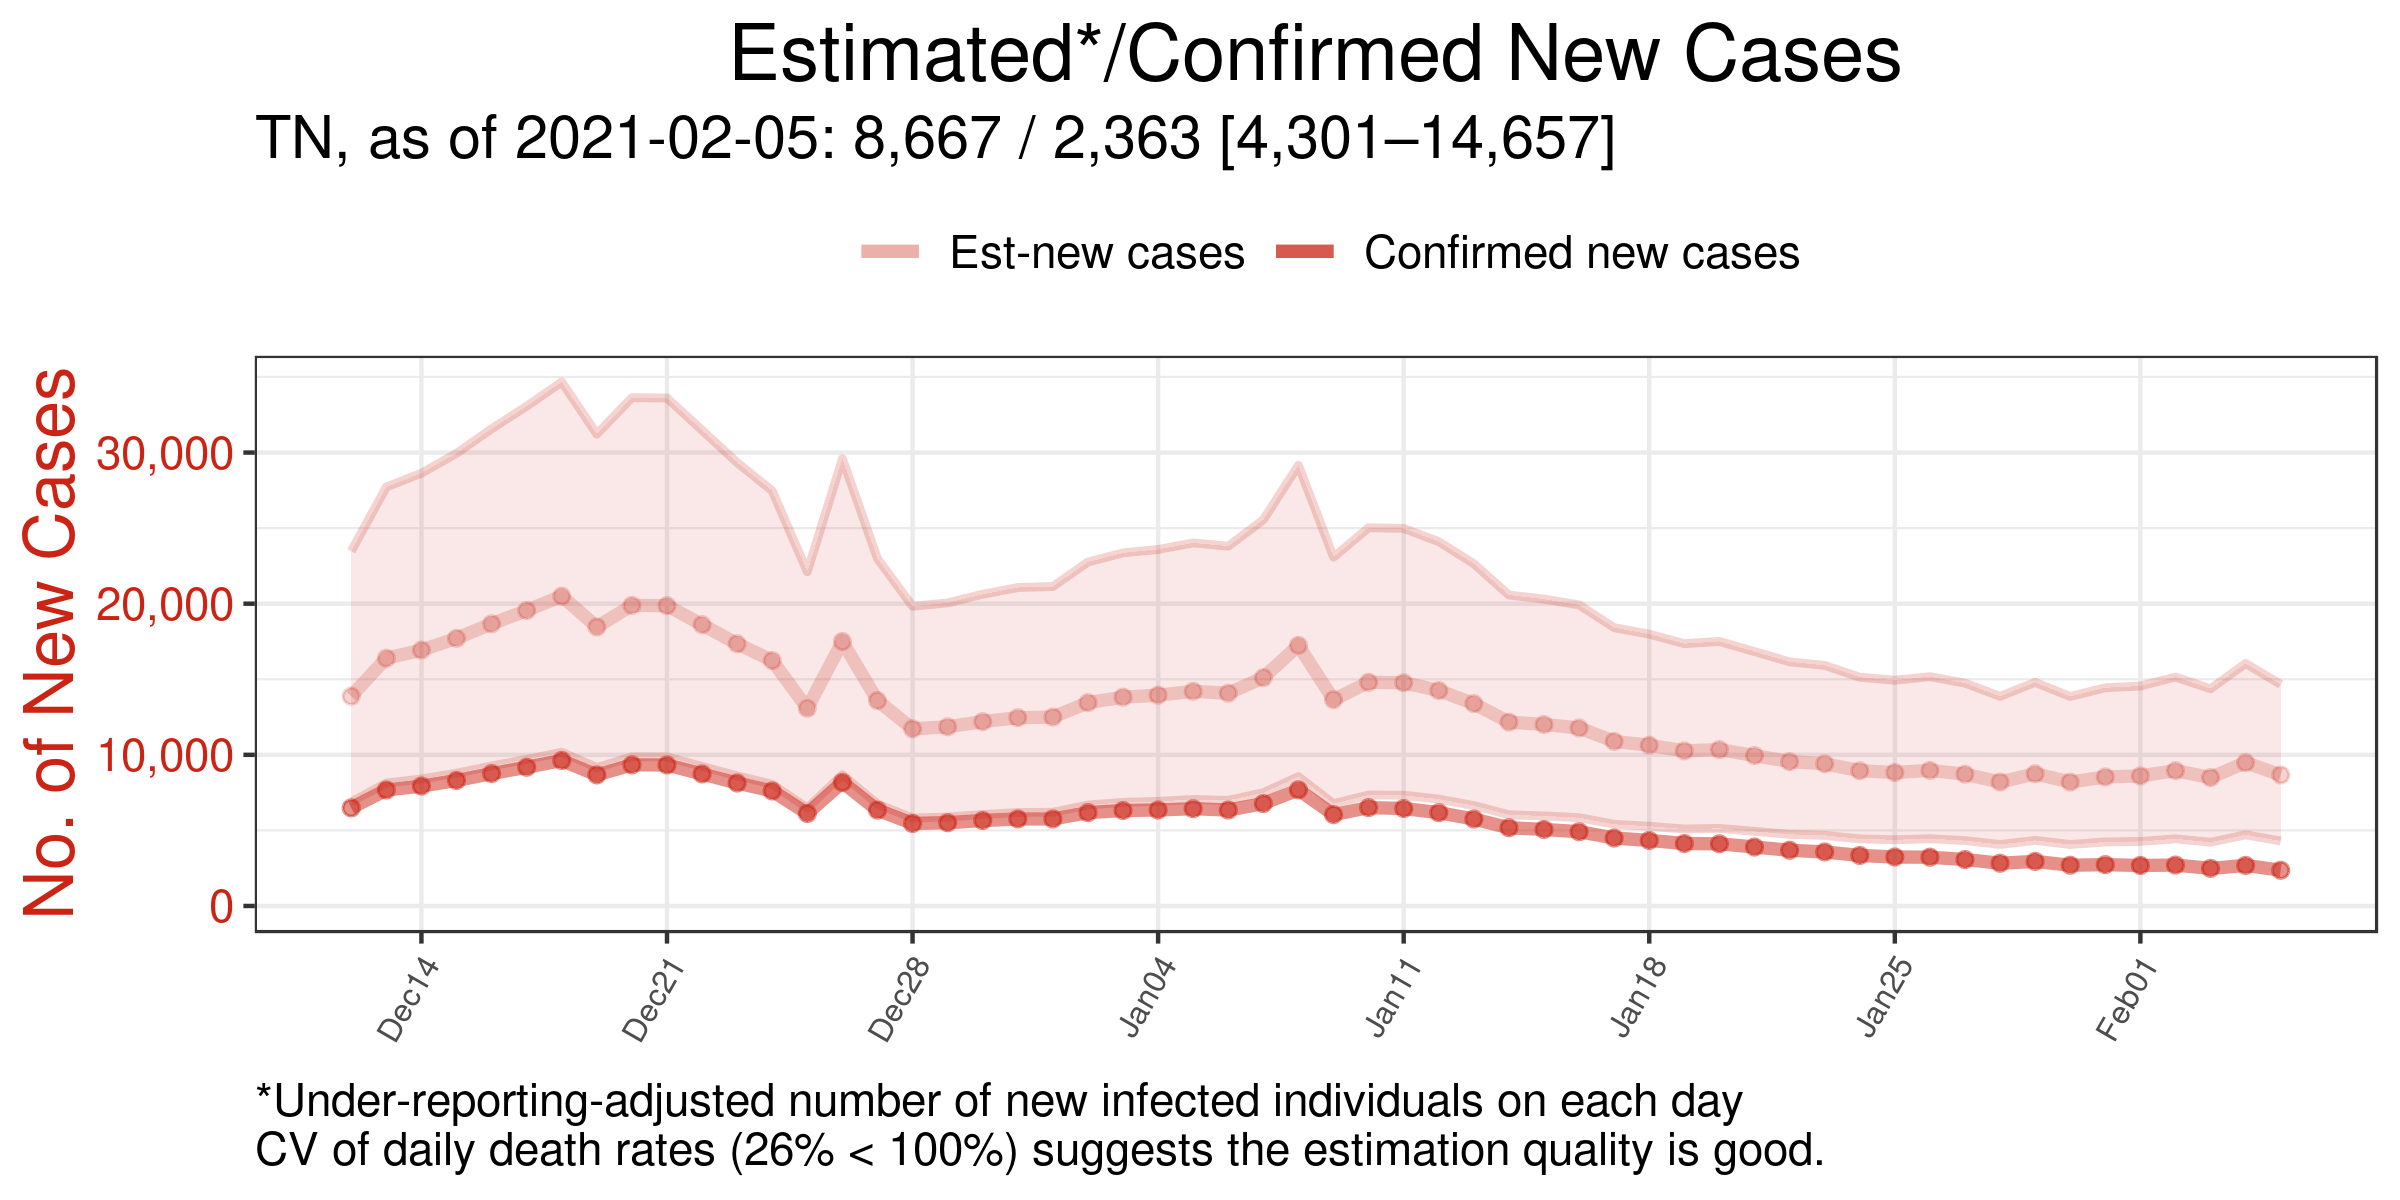 Estimated*/Confirmed New Cases
TN, as of 2021-02-05: 8,667 / 2,363 [4,301–14,657]
Est-new cases
Confirmed new cases
No. of New Cases
30,000
20,000
10,000
0
Dec14
Dec21
Dec28
Jan04
Jan11
Jan18
Jan25
Feb01
*Under-reporting-adjusted number of new infected individuals on each day
CV of daily death rates (26% < 100%) suggests the estimation quality is good.